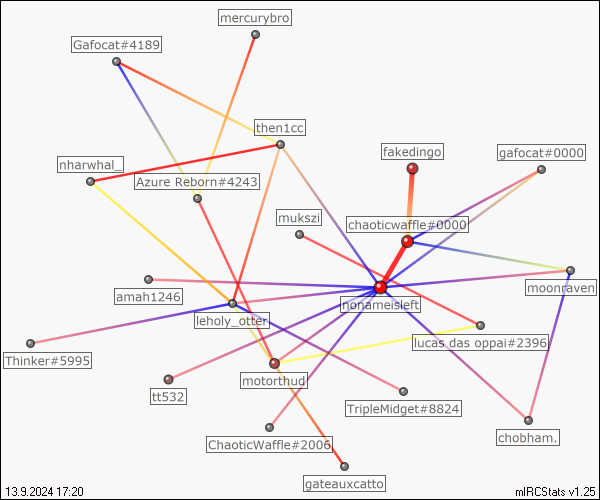 mercurybro
Gafocat#4189
then1cc
fakedingo
gafocat#0000
nharwhal_
Azure Reborn#4243
mukszi
chaoticwaffle#0000
amah1246
nonameisleft
moonraven
leholy_otter
Thinker#5995
lucas das oppai#2396
motorthud
tt532
TripleMidget#8824
ChaoticWaffle#2006
chobham.
gateauxcatto
13.9.2024 17:20
mIRCStats v1.25